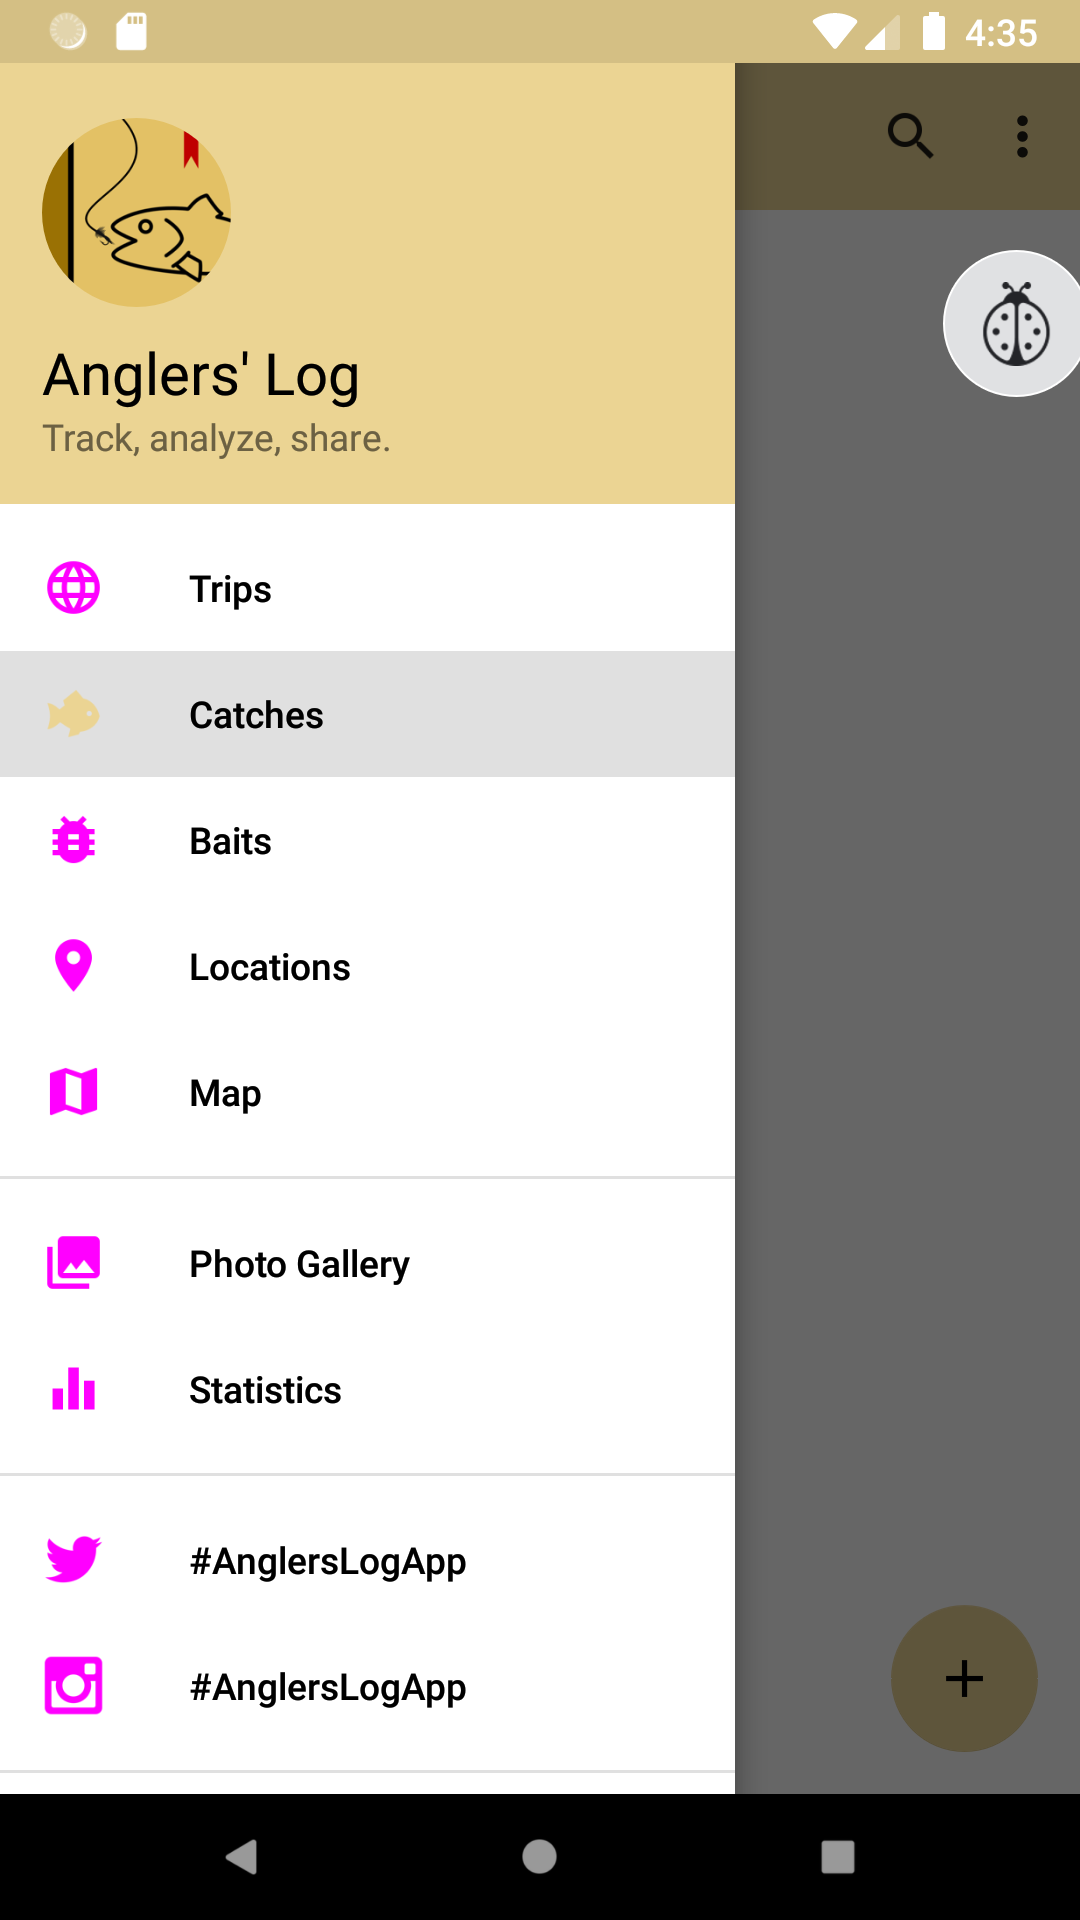 4:35
Anglers' Log
Track, analyze, share.
Trips
Catches
Baits
Locations
Map
Photo Gallery
Statistics
#AnglersLogApp
#AnglersLogApp